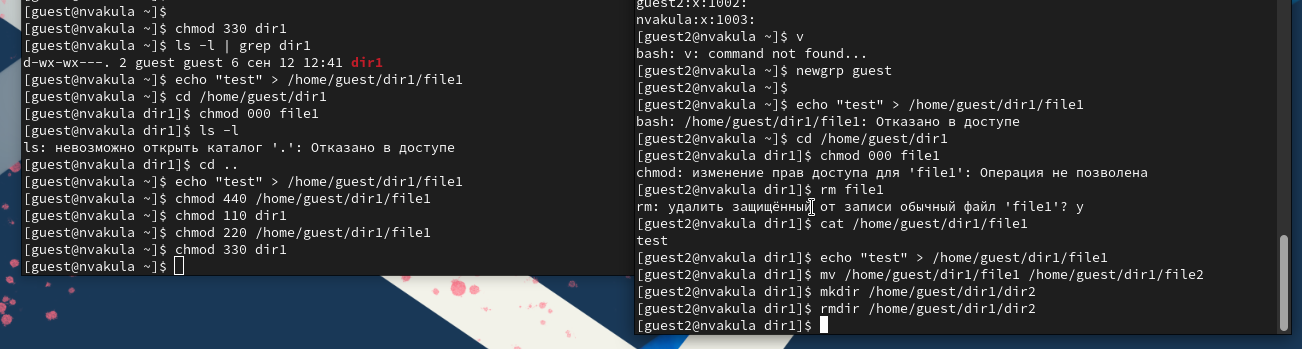 [guest@nvakula ~]$
[guest@nvakula ~]$ chmod 330 dir1
[guest@nvakula ~]$ ls -l | grep dir1
d-wx-wx---. 2 guest guest 6 сен 12 12:41 dir1
[guest@nvakula ~]$ echo "test" > /home/guest/dir1/file1
[guest@nvakula ~]$ cd /home/guest/dir1
[guest@nvakula dir1]$ chmod 000 file1
[guest@nvakula dir1]$ ls -l
ls: невозможно открыть каталог '.': Отказано в доступе
[guest@nvakula dir1]$ cd ..
[guest@nvakula ~]$ echo "test" > /home/guest/dir1/file1
[guest@nvakula ~]$ chmod 440 /home/guest/dir1/file1
[guest@nvakula ~]$ chmod 110 dir1
[guest@nvakula ~]$ chmod 220 /home/guest/dir1/file1
[guest@nvakula ~]$ chmod 330 dir1
[guest@nvakula ~]$
guest2:x:1002:
nvakula:x:1003:
[guest2@nvakula ~]$ v
bash: v: command not found...
[guest2@nvakula ~]$ newgrp guest
[guest2@nvakula ~]$
[guest2@nvakula ~]$ echo "test" > /home/guest/dir1/file1
bash: /home/guest/dir1/file1: Отказано в доступе
[guest2@nvakula ~]$ cd /home/guest/dir1
[guest2@nvakula dir1]$ chmod 000 file1
chmod: изменение прав доступа для 'file1': Операция не позволена
[guest2@nvakula dir1]$ rm file1
rm: удалить защищённый от записи обычный файл 'file1'? y
[guest2@nvakula dir1]$ cat /home/guest/dir1/file1
test
[guest2@nvakula dir1]$ echo "test" > /home/guest/dir1/file1
[guest2@nvakula dir1]$ mv /home/guest/dir1/file1 /home/guest/dir1/file2
[guest2@nvakula dir1]$ mkdir /home/guest/dir1/dir2
[guest2@nvakula dir1]$ rmdir /home/guest/dir1/dir2
[guest2@nvakula dir1]$